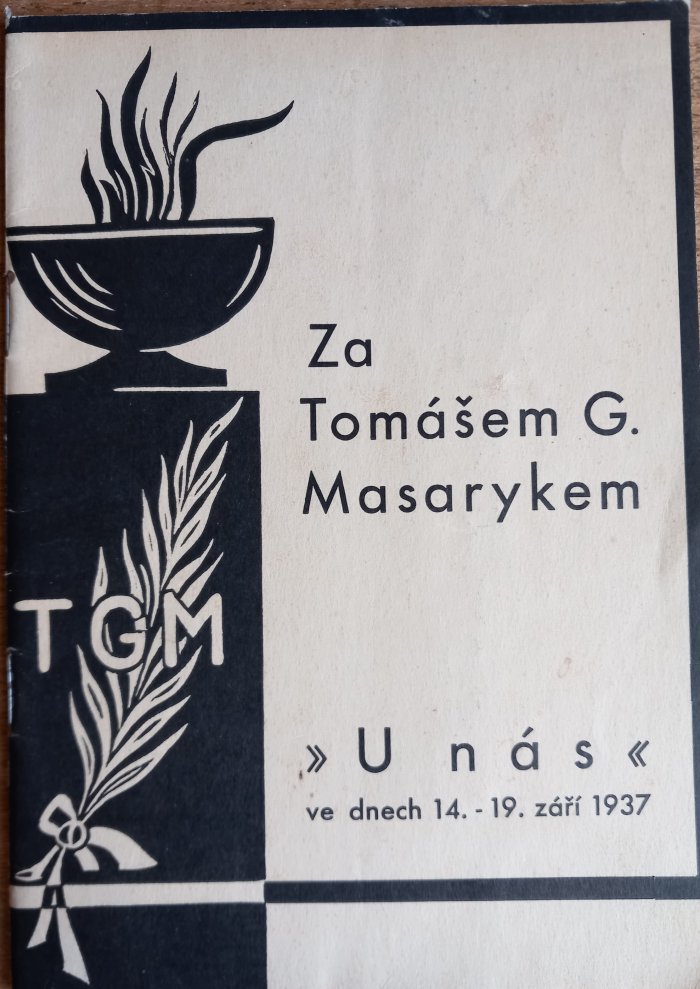 Za
Tomášem G.
Masarykem
TGM
»U nás«
ve dnech 14. - 19. září 1937